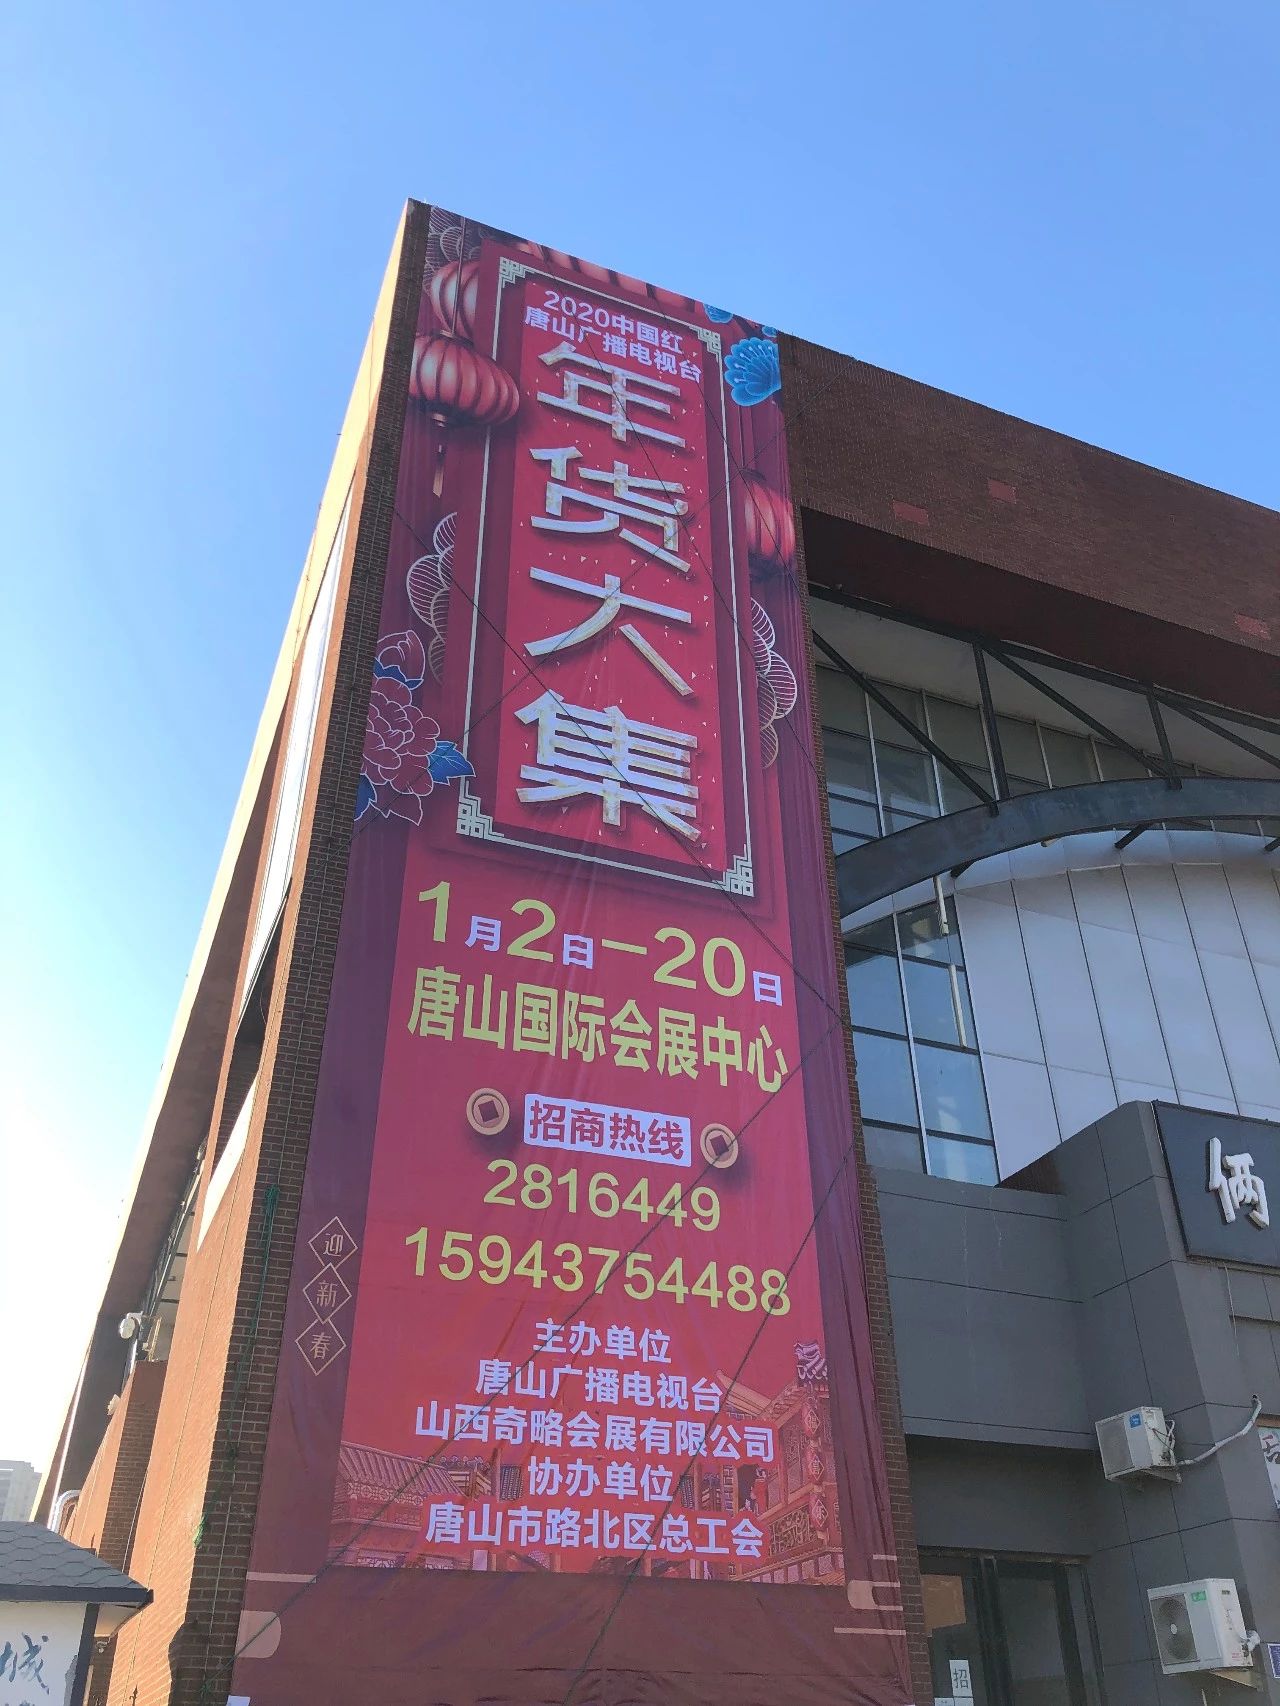 2020中国红
唐山广播电视台
年货大集
1月2日—20日
唐山国际会展中心
招商热线
2816449
15943754488
迎新春
主办单位
唐山广播电视台
山西奇略会展有限公司
协办单位
唐山市路北区总工会
俩
城
招